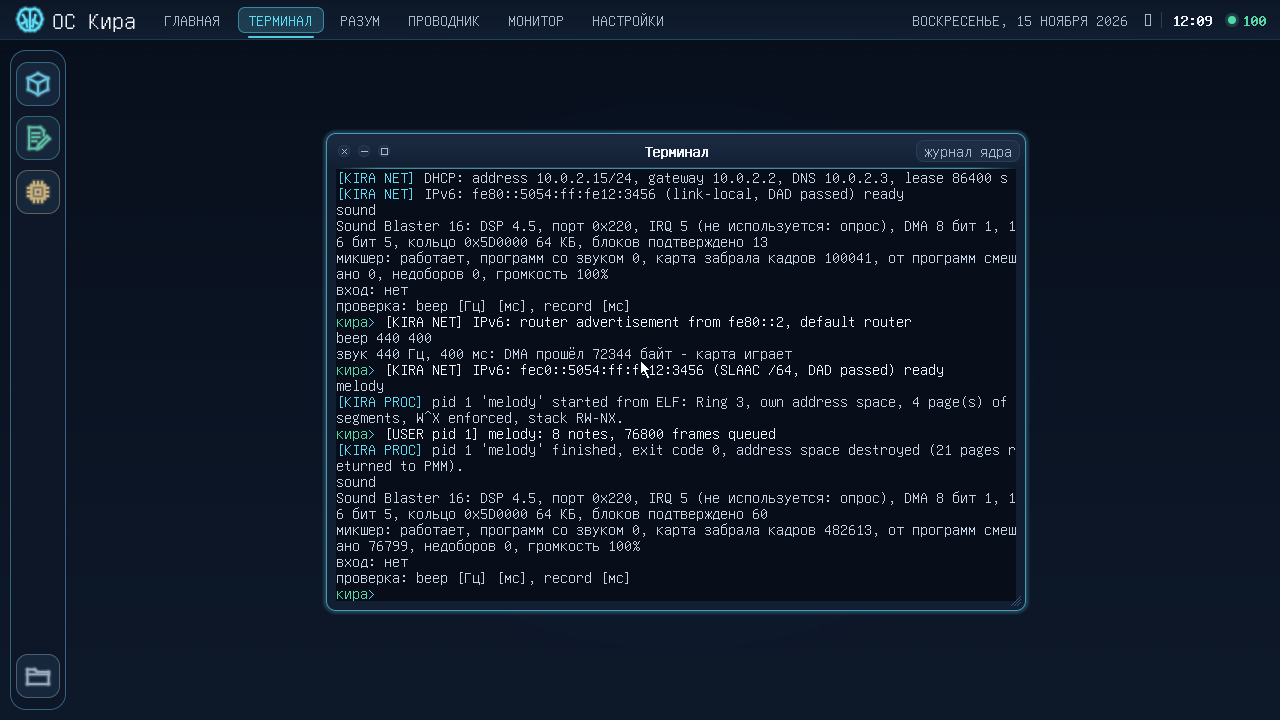 ОС Кира
ГЛАВНАЯ ТЕРМИНАЛ РАЗУМ ПРОВОДНИК МОНИТОР НАСТРОЙКИ
ВОСКРЕСЕНЬЕ, 15 НОЯБРЯ 2026 12:09 100
Терминал
журнал ядра
[KIRA NET] DHCP: address 10.0.2.15/24, gateway 10.0.2.2, DNS 10.0.2.3, lease 86400 s
[KIRA NET] IPv6: fe80::5054:ff:fe12:3456 (link-local, DAD passed) ready
sound
Sound Blaster 16: DSP 4.5, порт 0x220, IRQ 5 (не используется: опрос), DMA 8 бит 1, 1
6 бит 5, кольцо 0x5D0000 64 КБ, блоков подтверждено 13
микшер: работает, программ со звуком 0, карта забрала кадров 100041, от программ смеш
ано 0, недоборов 0, громкость 100%
вход: нет
проверка: beep [Гц] [мс], record [мс]
кира> [KIRA NET] IPv6: router advertisement from fe80::2, default router
beep 440 400
звук 440 Гц, 400 мс: DMA прошёл 72344 байт - карта играет
кира> [KIRA NET] IPv6: fec0::5054:ff:fe12:3456 (SLAAC /64, DAD passed) ready
melody
[KIRA PROC] pid 1 'melody' started from ELF: Ring 3, own address space, 4 page(s) of
segments, W^X enforced, stack RW-NX.
кира> [USER pid 1] melody: 8 notes, 76800 frames queued
[KIRA PROC] pid 1 'melody' finished, exit code 0, address space destroyed (21 pages r
eturned to PMM).
sound
Sound Blaster 16: DSP 4.5, порт 0x220, IRQ 5 (не используется: опрос), DMA 8 бит 1, 1
6 бит 5, кольцо 0x5D0000 64 КБ, блоков подтверждено 60
микшер: работает, программ со звуком 0, карта забрала кадров 482613, от программ смеш
ано 76799, недоборов 0, громкость 100%
вход: нет
проверка: beep [Гц] [мс], record [мс]
кира>